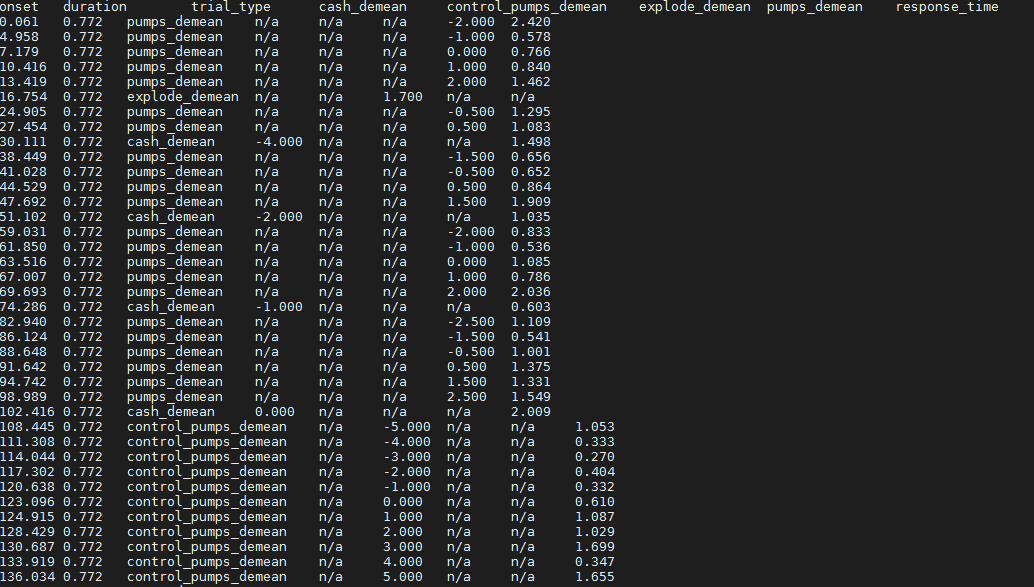 onset duration trial_type cash_demean control_pumps_demean explode_demean pumps_demean response_time
0.061 0.772 pumps_demean n/a n/a n/a -2.000 2.420
4.958 0.772 pumps_demean n/a n/a n/a -1.000 0.578
7.179 0.772 pumps_demean n/a n/a n/a 0.000 0.766
10.416 0.772 pumps_demean n/a n/a n/a 1.000 0.840
13.419 0.772 pumps_demean n/a n/a n/a 2.000 1.462
16.754 0.772 explode_demean n/a n/a 1.700 n/a n/a
24.905 0.772 pumps_demean n/a n/a n/a -0.500 1.295
27.454 0.772 pumps_demean n/a n/a n/a 0.500 1.083
30.111 0.772 cash_demean -4.000 n/a n/a n/a 1.498
38.449 0.772 pumps_demean n/a n/a n/a -1.500 0.656
41.028 0.772 pumps_demean n/a n/a n/a -0.500 0.652
44.529 0.772 pumps_demean n/a n/a n/a 0.500 0.864
47.692 0.772 pumps_demean n/a n/a n/a 1.500 1.909
51.102 0.772 cash_demean -2.000 n/a n/a n/a 1.035
59.031 0.772 pumps_demean n/a n/a n/a -2.000 0.833
61.850 0.772 pumps_demean n/a n/a n/a -1.000 0.536
63.516 0.772 pumps_demean n/a n/a n/a 0.000 1.085
67.007 0.772 pumps_demean n/a n/a n/a 1.000 0.786
69.693 0.772 pumps_demean n/a n/a n/a 2.000 2.036
74.286 0.772 cash_demean -1.000 n/a n/a n/a 0.603
82.940 0.772 pumps_demean n/a n/a n/a -2.500 1.109
86.124 0.772 pumps_demean n/a n/a n/a -1.500 0.541
88.648 0.772 pumps_demean n/a n/a n/a -0.500 1.001
91.642 0.772 pumps_demean n/a n/a n/a 0.500 1.375
94.742 0.772 pumps_demean n/a n/a n/a 1.500 1.331
98.989 0.772 pumps_demean n/a n/a n/a 2.500 1.549
102.416 0.772 cash_demean 0.000 n/a n/a n/a 2.009
108.445 0.772 control_pumps_demean n/a -5.000 n/a n/a 1.053
111.308 0.772 control_pumps_demean n/a -4.000 n/a n/a 0.333
114.044 0.772 control_pumps_demean n/a -3.000 n/a n/a 0.270
117.302 0.772 control_pumps_demean n/a -2.000 n/a n/a 0.404
120.638 0.772 control_pumps_demean n/a -1.000 n/a n/a 0.332
123.096 0.772 control_pumps_demean n/a 0.000 n/a n/a 0.610
124.915 0.772 control_pumps_demean n/a 1.000 n/a n/a 1.087
128.429 0.772 control_pumps_demean n/a 2.000 n/a n/a 1.029
130.687 0.772 control_pumps_demean n/a 3.000 n/a n/a 1.699
133.919 0.772 control_pumps_demean n/a 4.000 n/a n/a 0.347
136.034 0.772 control_pumps_demean n/a 5.000 n/a n/a 1.655